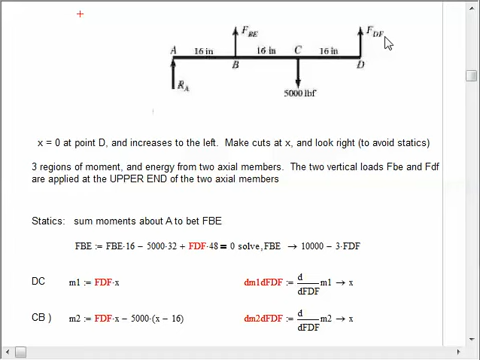 +
F_BE F_DF
A 16 in 16 in C 16 in
B D
R_A 5000 lbf
x = 0 at point D, and increases to the left. Make cuts at x, and look right (to avoid statics)
3 regions of moment, and energy from two axial members. The two vertical loads Fbe and Fdf
are applied at the UPPER END of the two axial members
Statics: sum moments about A to bet FBE
FBE := FBE·16 − 5000·32 + FDF·48 = 0 solve,FBE → 10000 − 3·FDF
DC m1 := FDF·x dm1dFDF := d/dFDF m1 → x
CB ) m2 := FDF·x − 5000·(x − 16) dm2dFDF := d/dFDF m2 → x